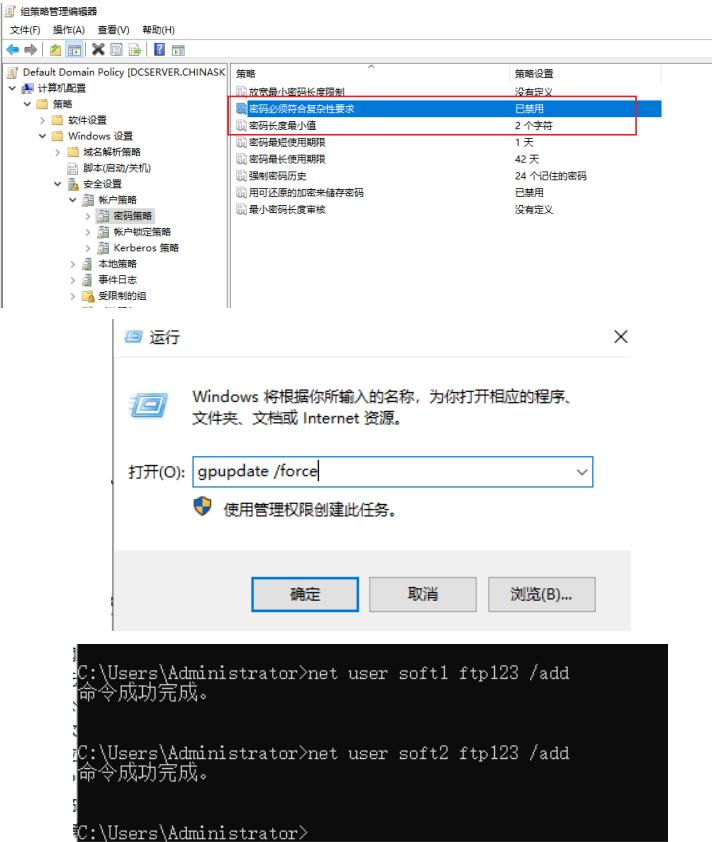 组策略管理编辑器
文件(F) 操作(A) 查看(V) 帮助(H)
Default Domain Policy [DCSERVER.CHINASK
计算机配置
策略
软件设置
Windows 设置
域名解析策略
脚本(启动/关机)
安全设置
帐户策略
密码策略
帐户锁定策略
Kerberos 策略
本地策略
事件日志
受限制的组
策略 策略设置
放宽最小密码长度限制 没有定义
密码必须符合复杂性要求 已禁用
密码长度最小值 2 个字符
密码最短使用期限 1 天
密码最长使用期限 42 天
强制密码历史 24 个记住的密码
用可还原的加密来储存密码 已禁用
最小密码长度审核 没有定义
运行
Windows 将根据你所输入的名称，为你打开相应的程序、
文件夹、文档或 Internet 资源。
打开(O): gpupdate /force
使用管理权限创建此任务。
确定 取消 浏览(B)...
C:\Users\Administrator>net user soft1 ftp123 /add
命令成功完成。
C:\Users\Administrator>net user soft2 ftp123 /add
命令成功完成。
C:\Users\Administrator>